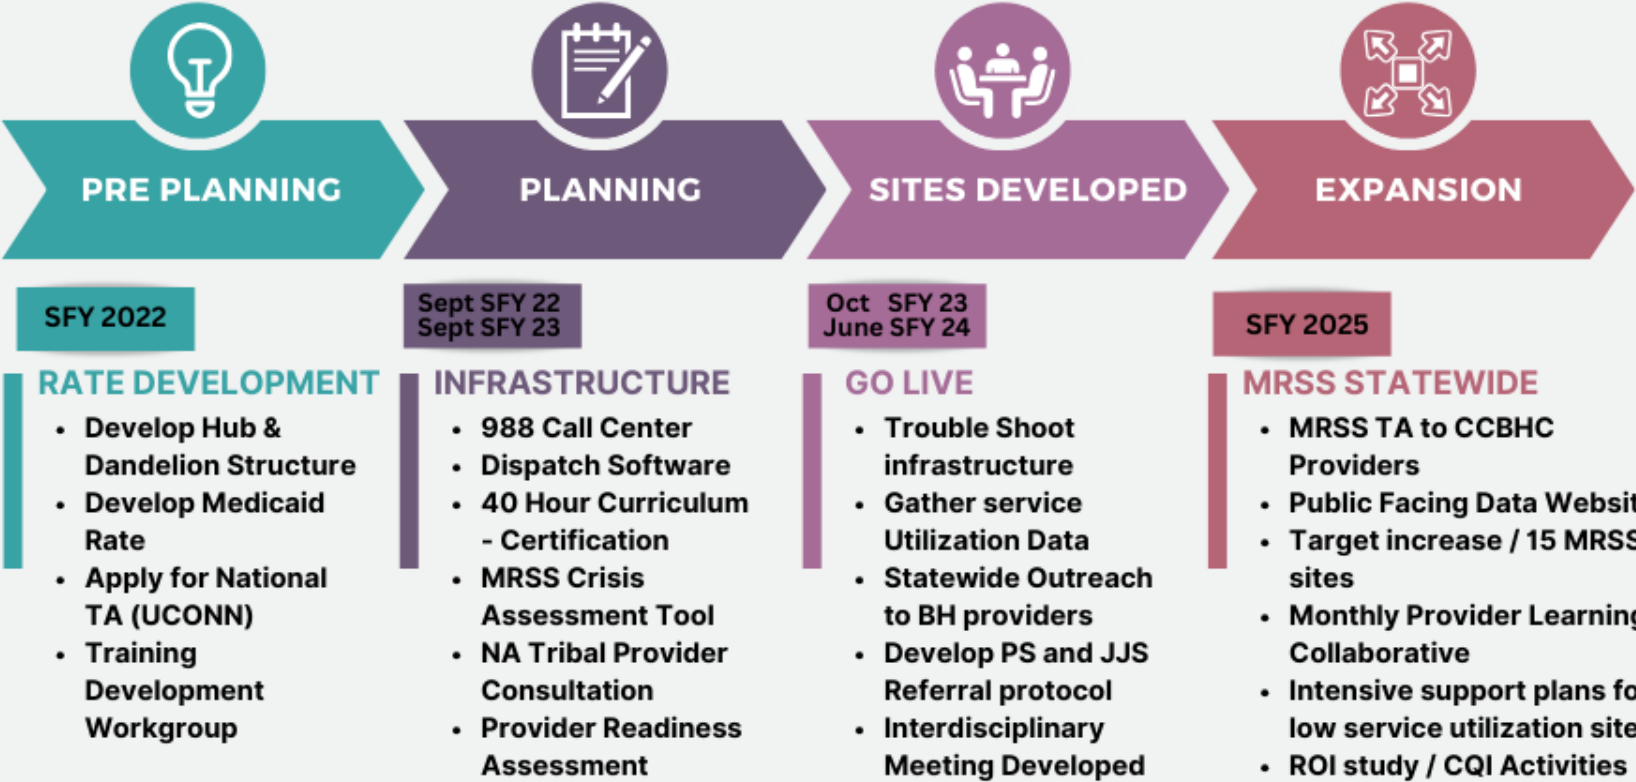 PRE PLANNING
PLANNING
SITES DEVELOPED
EXPANSION
SFY 2022
RATE DEVELOPMENT
• Develop Hub &
Dandelion Structure
• Develop Medicaid
Rate
• Apply for National
TA (UCONN)
• Training
Development
Workgroup
Sept SFY 22
Sept SFY 23
INFRASTRUCTURE
• 988 Call Center
• Dispatch Software
• 40 Hour Curriculum
- Certification
• MRSS Crisis
Assessment Tool
• NA Tribal Provider
Consultation
• Provider Readiness
Assessment
Oct SFY 23
June SFY 24
GO LIVE
• Trouble Shoot
infrastructure
• Gather service
Utilization Data
• Statewide Outreach
to BH providers
• Develop PS and JJS
Referral protocol
• Interdisciplinary
Meeting Developed
SFY 2025
MRSS STATEWIDE
• MRSS TA to CCBHC
Providers
• Public Facing Data Websit
• Target increase / 15 MRSS
sites
• Monthly Provider Learning
Collaborative
• Intensive support plans fo
low service utilization site
• ROI study / CQI Activities